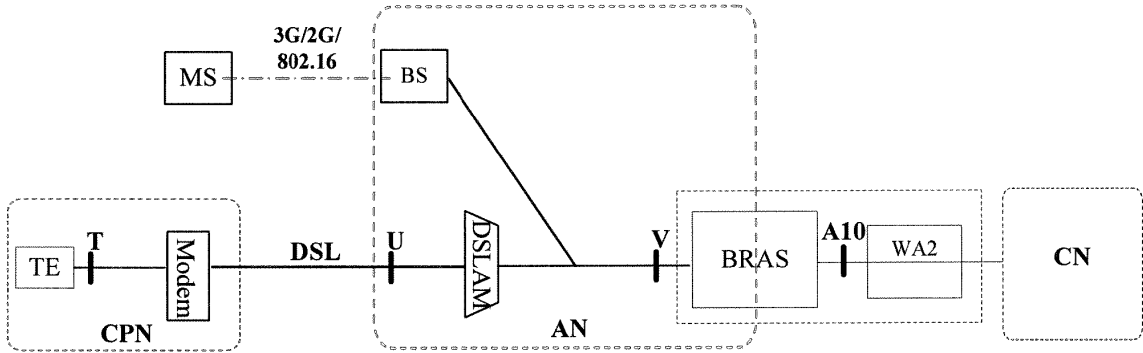 3G/2G/
802.16
MS
BS
T
DSL
U
DSLAM
V
A10
TE
Modem
BRAS
WA2
CN
CPN
AN